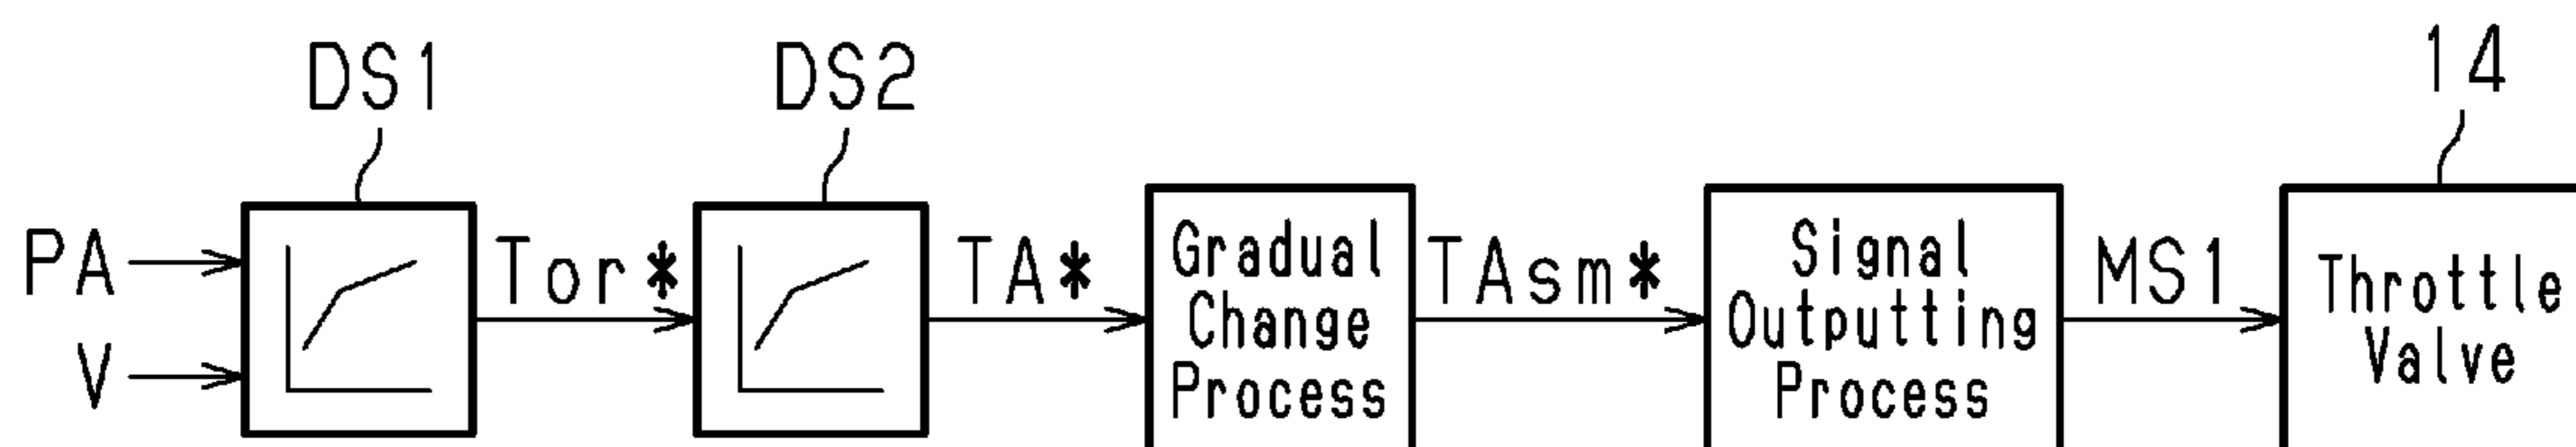 DS1
DS2
14
PA
V
Tor*
TA*
Gradual
Change
Process
TAsm*
Signal
Outputting
Process
MS1
Throttle
Valve